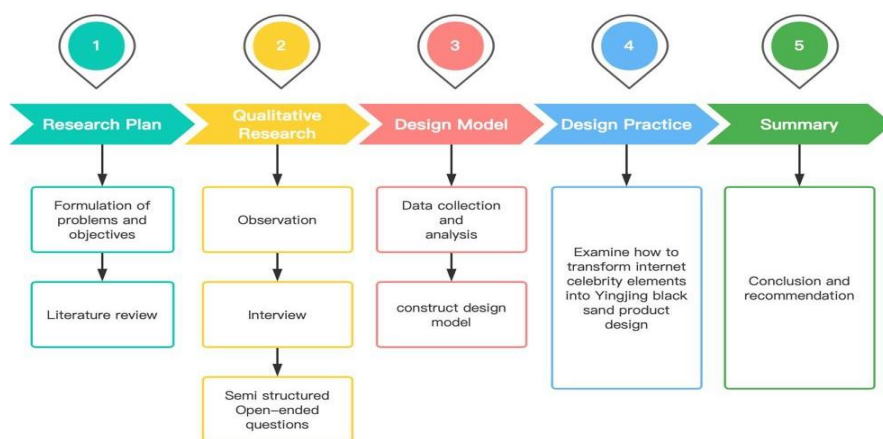 1
2
3
4
5
Research Plan
Qualitative
Research
Design Model
Design Practice
Summary
Formulation of
problems and
objectives
Literature review
Observation
Interview
Semi structured
Open-ended
questions
Data collection
and
analysis
construct design
model
Examine how to
transform internet
celebrity elements
into Yingjing black
sand product
design
Conclusion and
recommendation